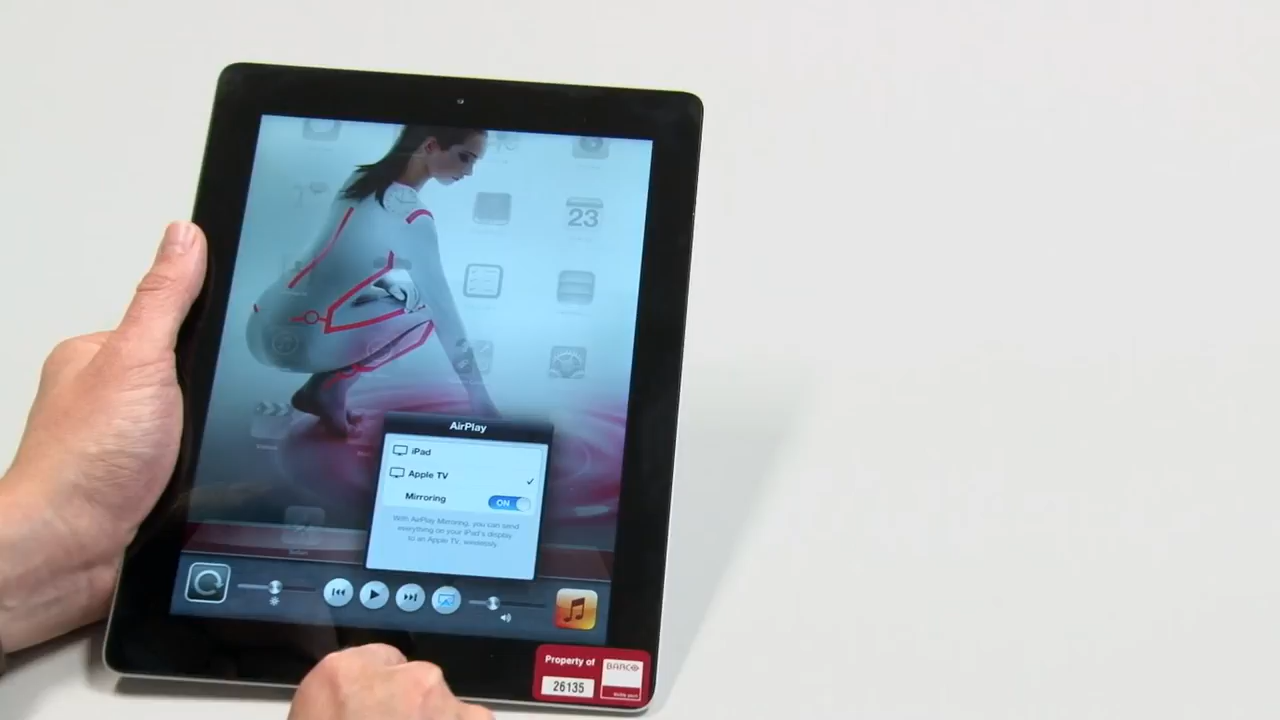 23
AirPlay
iPad
Apple TV
Mirroring
ON
With AirPlay Mirroring, you can send
everything on your iPad's display
to an Apple TV, wirelessly.
Property of
BARCO
26135